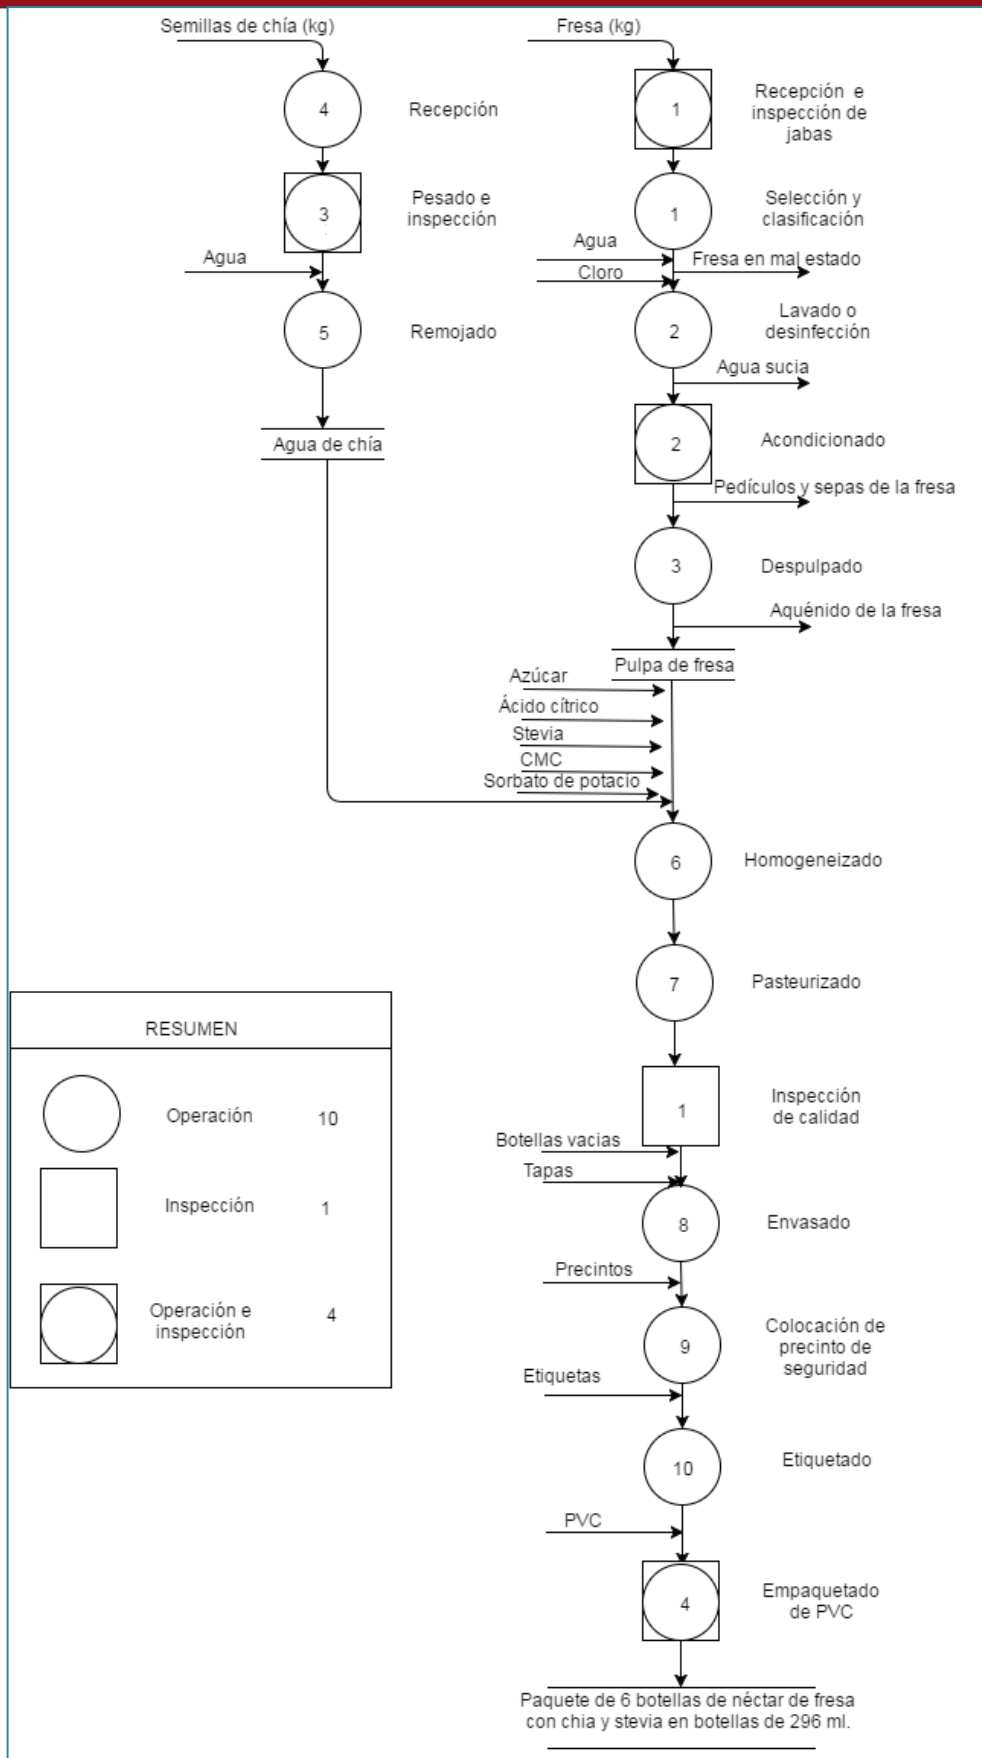 Semillas de chía (kg)
4
Recepción
3
Pesado e
inspección
Agua
5
Remojado
Agua de chía
Fresa (kg)
1
Recepción e
inspección de
jabas
1
Selección y
clasificación
Agua
Cloro
Fresa en mal estado
2
Lavado o
desinfección
Agua sucia
2
Acondicionado
Pedículos y sepas de la fresa
3
Despulpado
Aquénido de la fresa
Pulpa de fresa
Azúcar
Ácido cítrico
Stevia
CMC
Sorbato de potacio
6
Homogeneizado
7
Pasteurizado
1
Inspección
de calidad
Botellas vacias
Tapas
8
Envasado
Precintos
9
Colocación de
precinto de
seguridad
Etiquetas
10
Etiquetado
PVC
4
Empaquetado
de PVC
Paquete de 6 botellas de néctar de fresa
con chia y stevia en botellas de 296 ml.
RESUMEN
Operación 10
Inspección 1
Operación e
inspección
4